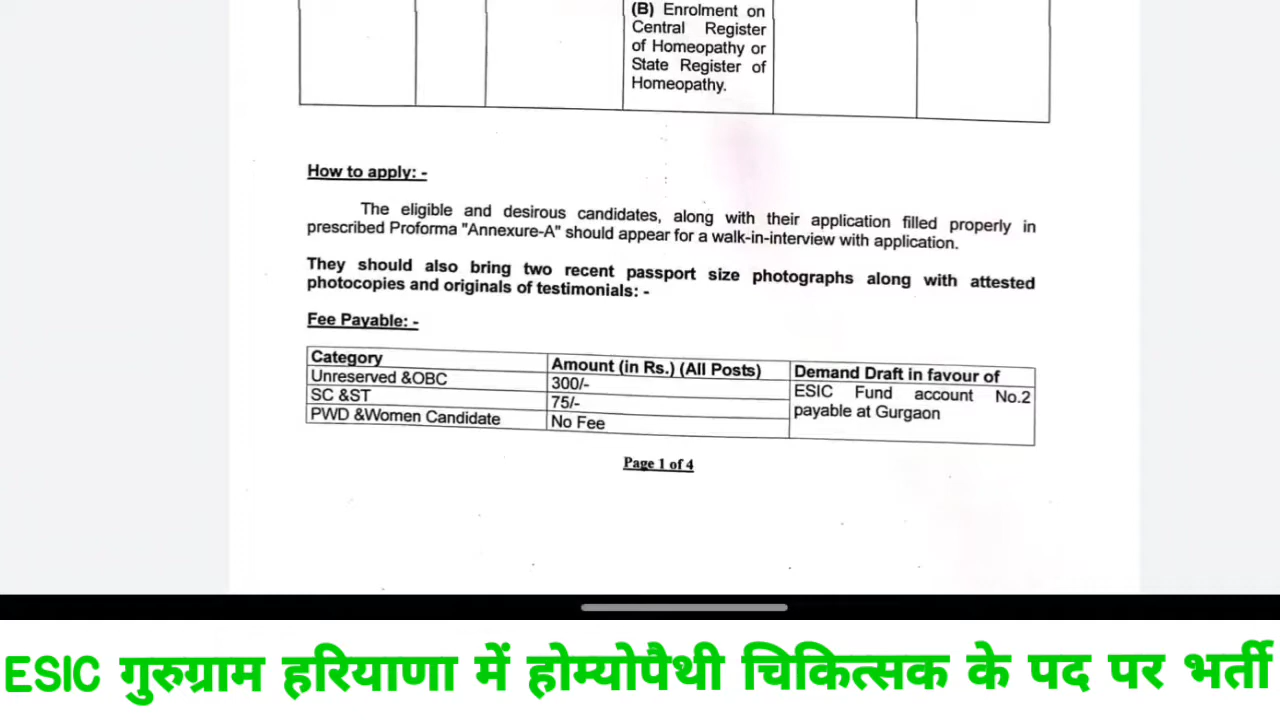 (B) Enrolment on
Central Register
of Homeopathy or
State Register of
Homeopathy.
How to apply: -
The eligible and desirous candidates, along with their application filled properly in
prescribed Proforma "Annexure-A" should appear for a walk-in-interview with application.
They should also bring two recent passport size photographs along with attested
photocopies and originals of testimonials: -
Fee Payable: -
Category Amount (in Rs.) (All Posts) Demand Draft in favour of
Unreserved &OBC 300/- ESIC Fund account No.2
SC &ST 75/- payable at Gurgaon
PWD &Women Candidate No Fee
Page 1 of 4
ESIC गुरुग्राम हरियाणा में होम्योपैथी चिकित्सक के पद पर भर्ती